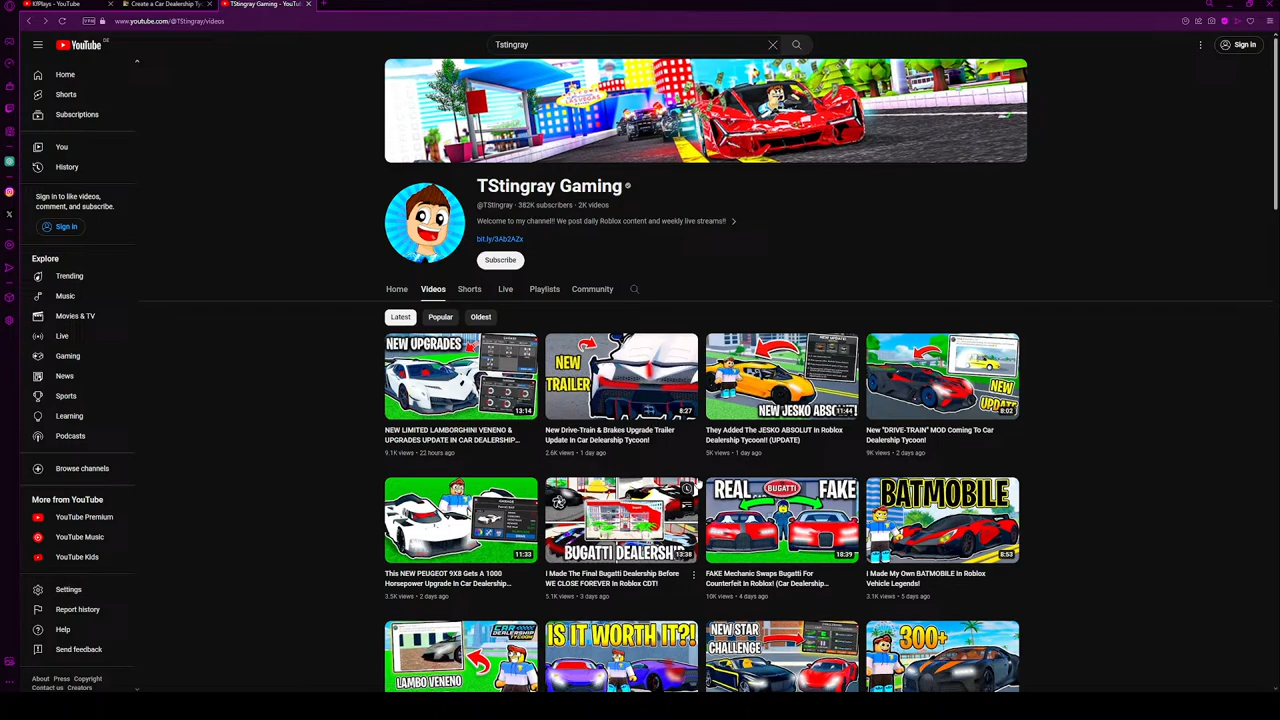 KfPlays - YouTube
Create a Car Dealership Ty
TStingray Gaming - YouTu
VPN
www.youtube.com/@TStingray/videos
YouTube DE
Tstingray
Sign in
Home
Shorts
Subscriptions
You
History
Sign in to like videos,
comment, and subscribe.
Sign in
Explore
Trending
Music
Movies & TV
Live
Gaming
News
Sports
Learning
Podcasts
Browse channels
More from YouTube
YouTube Premium
YouTube Music
YouTube Kids
Settings
Report history
Help
Send feedback
About Press Copyright
Contact us Creators
LAS VEGAS
TStingray Gaming
@TStingray · 382K subscribers · 2K videos
Welcome to my channel!! We post daily Roblox content and weekly live streams!!
bit.ly/3Ab2AZx
Subscribe
Home Videos Shorts Live Playlists Community
Latest Popular Oldest
NEW UPGRADES
13:14
NEW LIMITED LAMBORGHINI VENENO &
UPGRADES UPDATE IN CAR DEALERSHIP...
9.1K views · 22 hours ago
NEW
TRAILER
8:27
New Drive-Train & Brakes Upgrade Trailer
Update In Car Delearship Tycoon!
2.6K views · 1 day ago
NEW JESKO ABSOLUT
11:44
They Added The JESKO ABSOLUT In Roblox
Dealership Tycoon!! (UPDATE)
5K views · 1 day ago
NEW
UPDATE
8:02
New "DRIVE-TRAIN" MOD Coming To Car
Dealership Tycoon!
9K views · 2 days ago
11:33
This NEW PEUGEOT 9X8 Gets A 1000
Horsepower Upgrade In Car Dealership...
3.5K views · 2 days ago
BUGATTI DEALERSHIP
13:38
I Made The Final Bugatti Dealership Before
WE CLOSE FOREVER In Roblox CDT!
5.1K views · 3 days ago
REAL BUGATTI FAKE
18:39
FAKE Mechanic Swaps Bugatti For
Counterfeit In Roblox! (Car Dealership...
10K views · 4 days ago
BATMOBILE
8:53
I Made My Own BATMOBILE In Roblox
Vehicle Legends!
3.1K views · 5 days ago
CAR
DEALERSHIP
TYCOON
LAMBO VENENO
IS IT WORTH IT?!
NEW STAR
CHALLENGE
300+